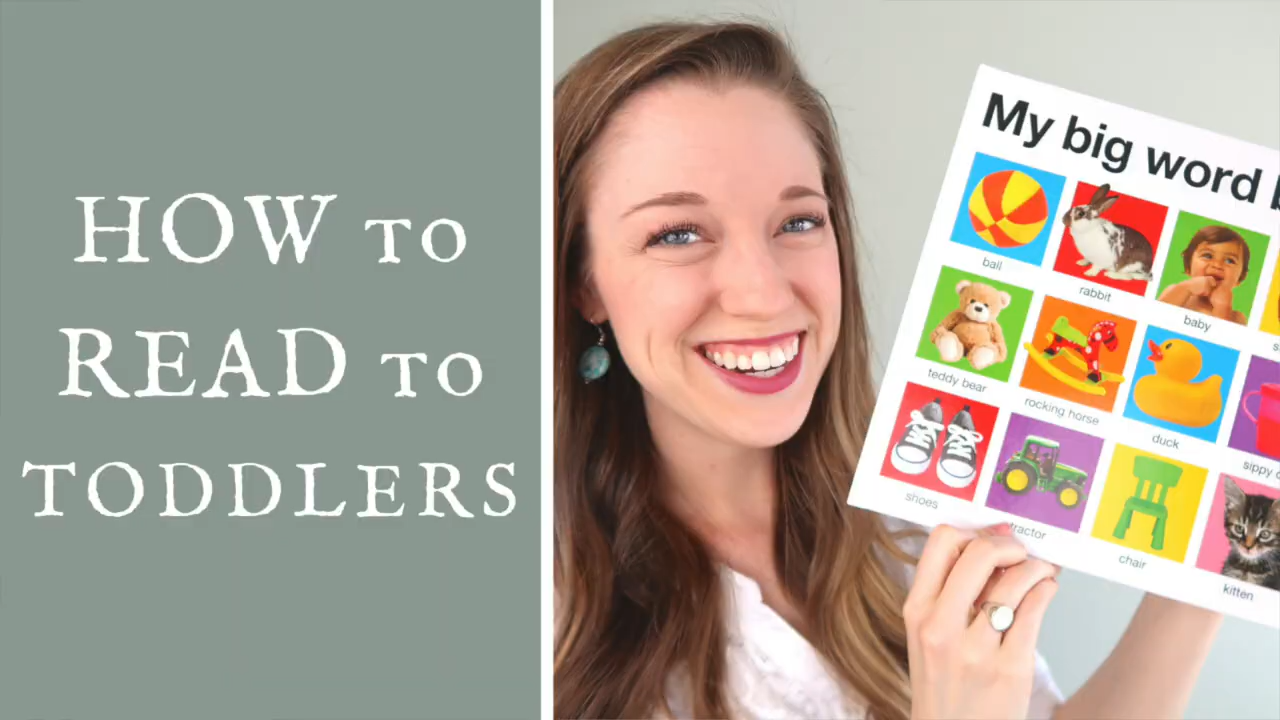 HOW TO
READ TO
TODDLERS
My big word
ball
rabbit
baby
teddy bear
rocking horse
duck
sippy
shoes
tractor
chair
kitten